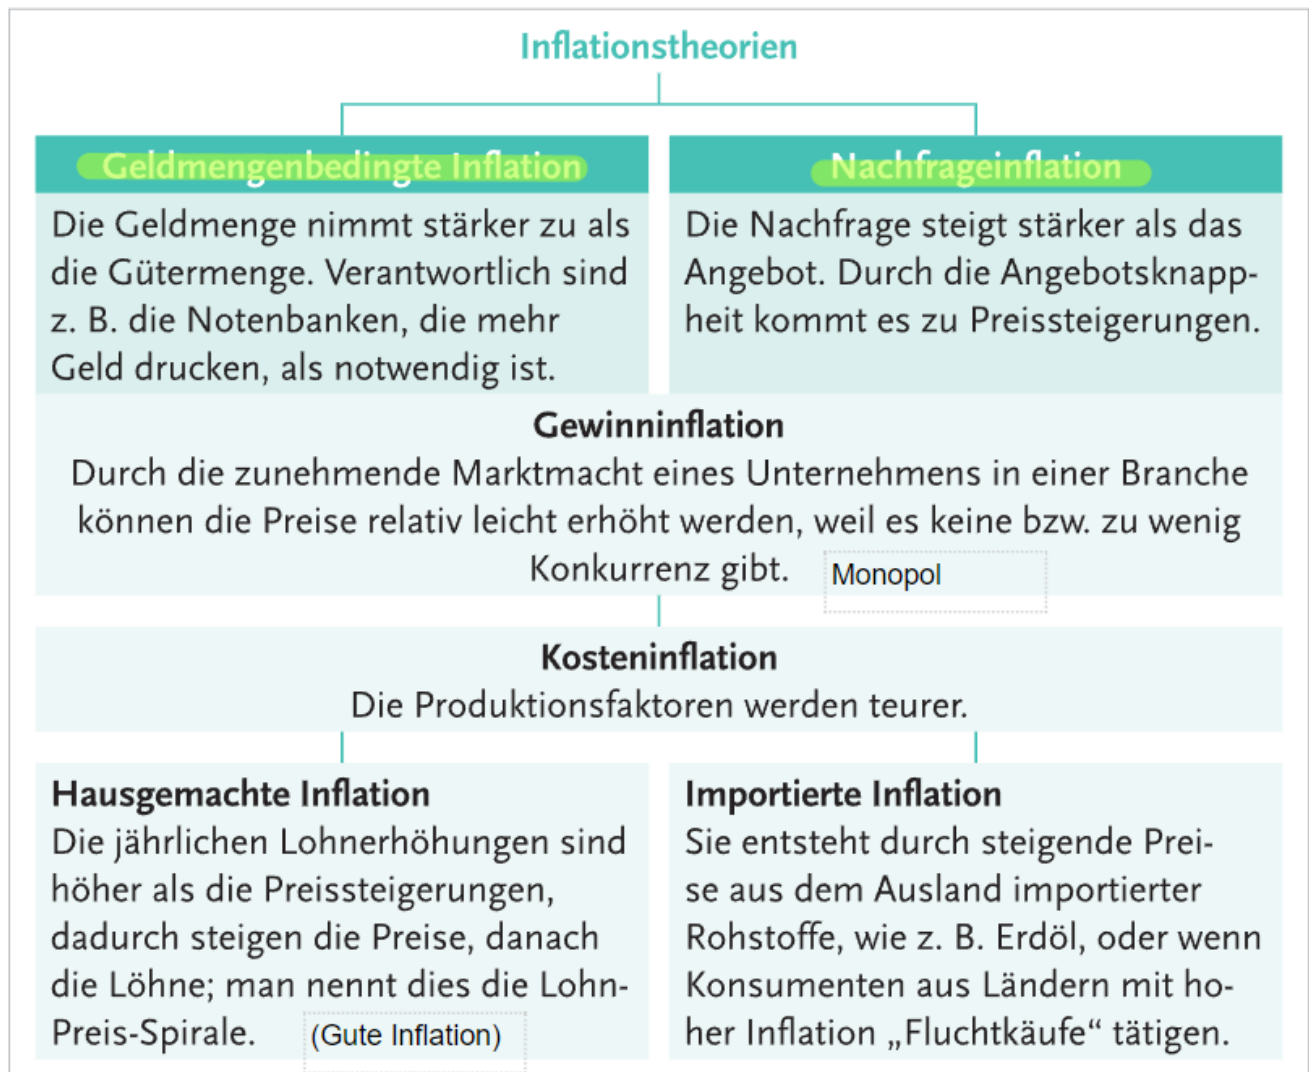 Inflationstheorien
Geldmengenbedingte Inflation
Die Geldmenge nimmt stärker zu als
die Gütermenge. Verantwortlich sind
z. B. die Notenbanken, die mehr
Geld drucken, als notwendig ist.
Nachfrageinflation
Die Nachfrage steigt stärker als das
Angebot. Durch die Angebotsknapp-
heit kommt es zu Preissteigerungen.
Gewinninflation
Durch die zunehmende Marktmacht eines Unternehmens in einer Branche
können die Preise relativ leicht erhöht werden, weil es keine bzw. zu wenig
Konkurrenz gibt. Monopol
Kosteninflation
Die Produktionsfaktoren werden teurer.
Hausgemachte Inflation
Die jährlichen Lohnerhöhungen sind
höher als die Preissteigerungen,
dadurch steigen die Preise, danach
die Löhne; man nennt dies die Lohn-
Preis-Spirale. (Gute Inflation)
Importierte Inflation
Sie entsteht durch steigende Prei-
se aus dem Ausland importierter
Rohstoffe, wie z. B. Erdöl, oder wenn
Konsumenten aus Ländern mit ho-
her Inflation „Fluchtkäufe“ tätigen.